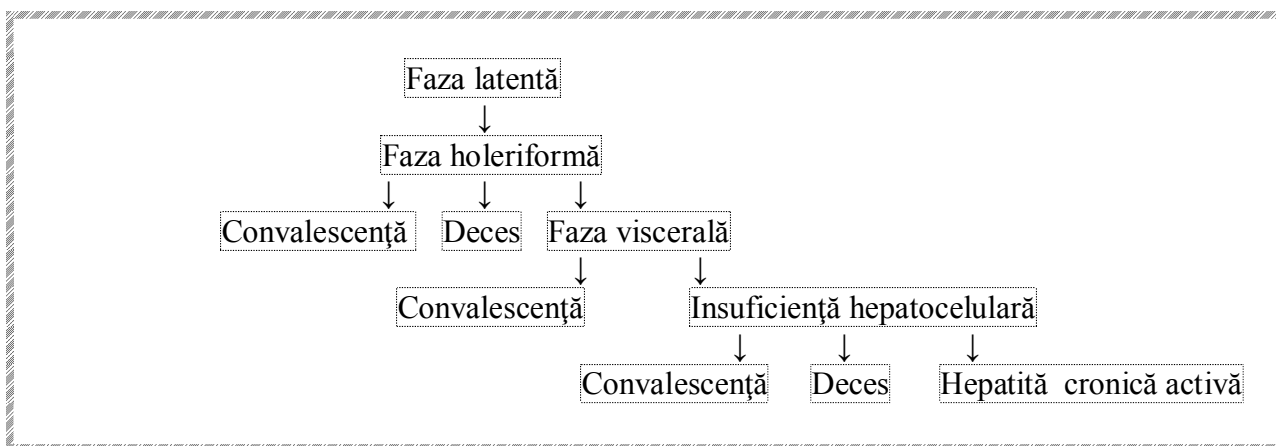 Faza latentă
↓
Faza holeriformă
↓ ↓ ↓
Convalescenţă Deces Faza viscerală
↓ ↓
Convalescenţă Insuficienţă hepatocelulară
↓ ↓ ↓
Convalescenţă Deces Hepatită cronică activă